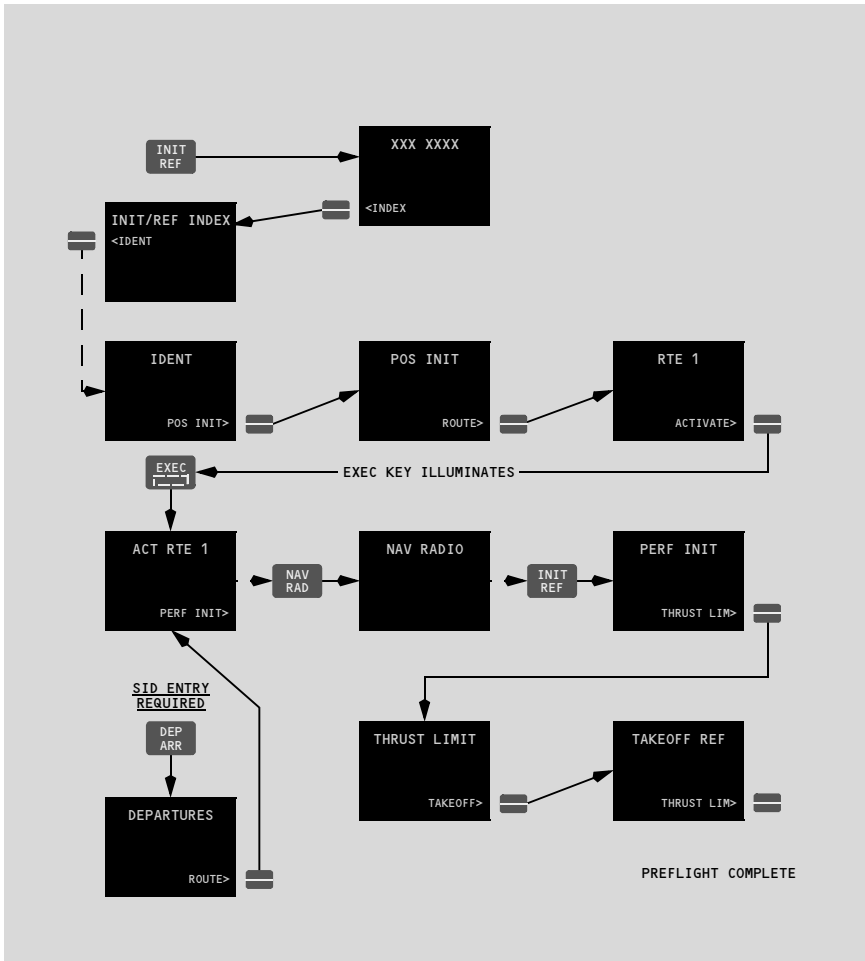 INIT
REF
XXX XXXX
<INDEX
INIT/REF INDEX
<IDENT
IDENT
POS INIT>
POS INIT
ROUTE>
RTE 1
ACTIVATE>
EXEC
EXEC KEY ILLUMINATES
ACT RTE 1
PERF INIT>
NAV
RAD
NAV RADIO
INIT
REF
PERF INIT
THRUST LIM>
SID ENTRY
REQUIRED
DEP
ARR
DEPARTURES
ROUTE>
THRUST LIMIT
TAKEOFF>
TAKEOFF REF
THRUST LIM>
PREFLIGHT COMPLETE